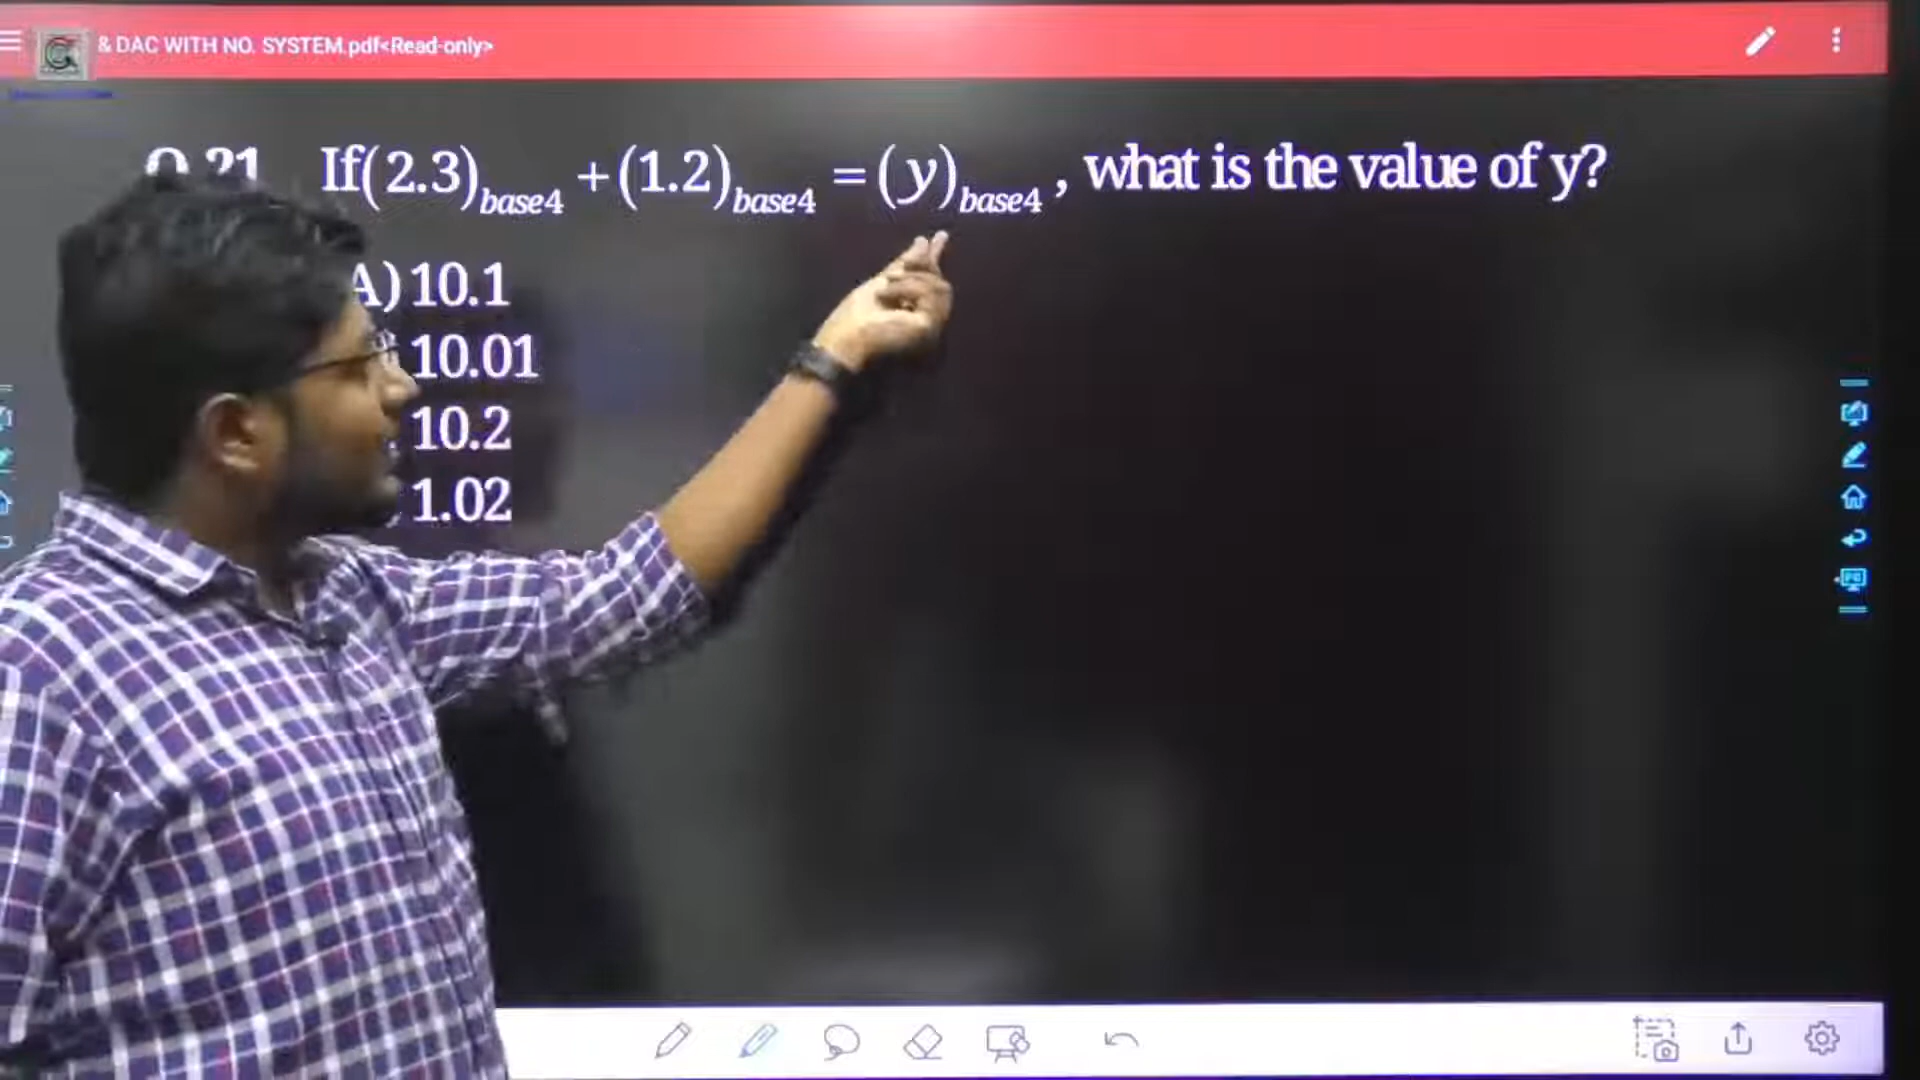 & DAC WITH NO. SYSTEM.pdf<Read-only>
Q.21 If (2.3)base4 + (1.2)base4 = (y)base4, what is the value of y?
A) 10.1
10.01
10.2
1.02